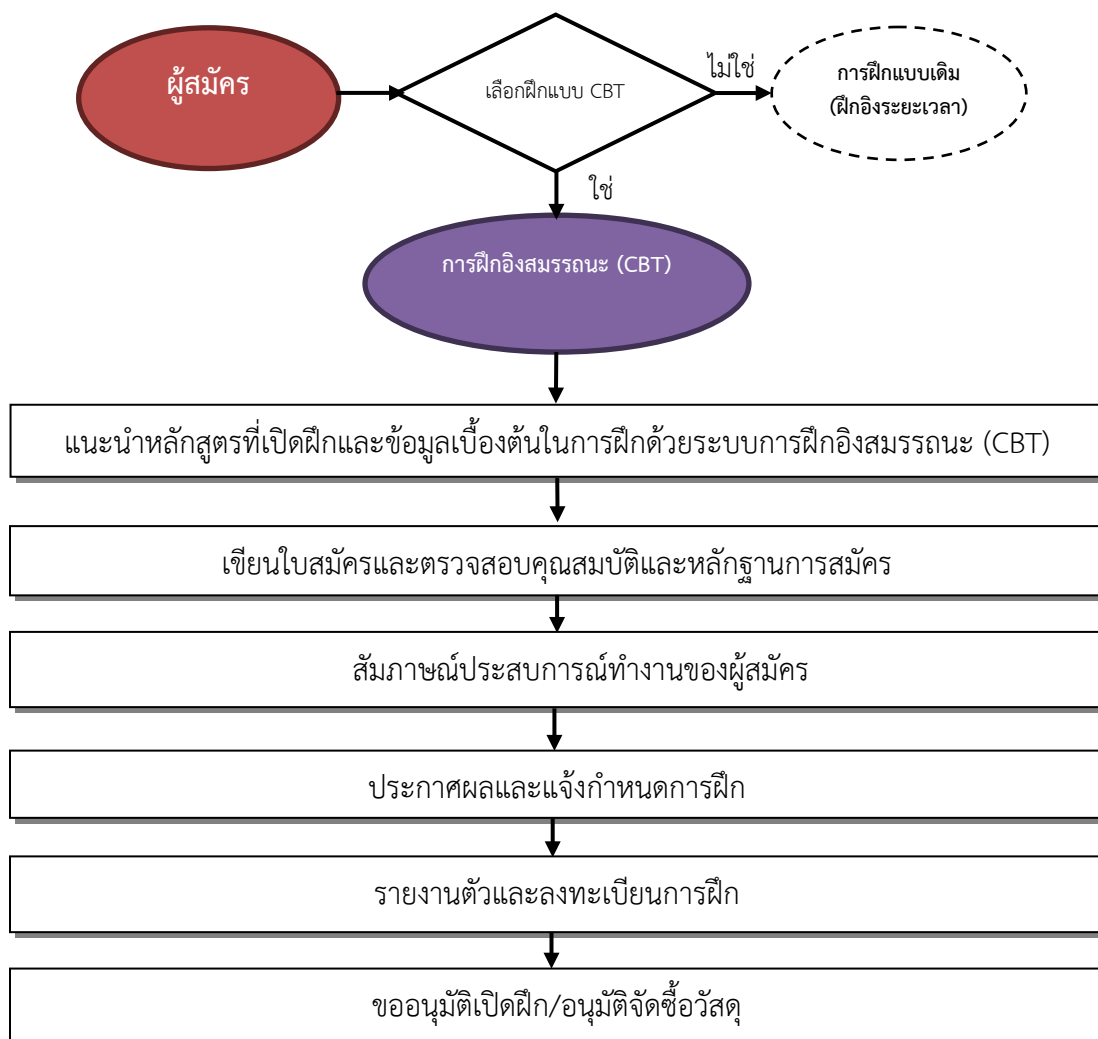 ผู้สมัคร
เลือกฝึกแบบ CBT
ไม่ใช่
การฝึกแบบเดิม
(ฝึกอิงระยะเวลา)
ใช่
การฝึกอิงสมรรถนะ (CBT)
แนะนำหลักสูตรที่เปิดฝึกและข้อมูลเบื้องต้นในการฝึกด้วยระบบการฝึกอิงสมรรถนะ (CBT)
เขียนใบสมัครและตรวจสอบคุณสมบัติและหลักฐานการสมัคร
สัมภาษณ์ประสบการณ์ทำงานของผู้สมัคร
ประกาศผลและแจ้งกำหนดการฝึก
รายงานตัวและลงทะเบียนการฝึก
ขออนุมัติเปิดฝึก/อนุมัติจัดซื้อวัสดุ